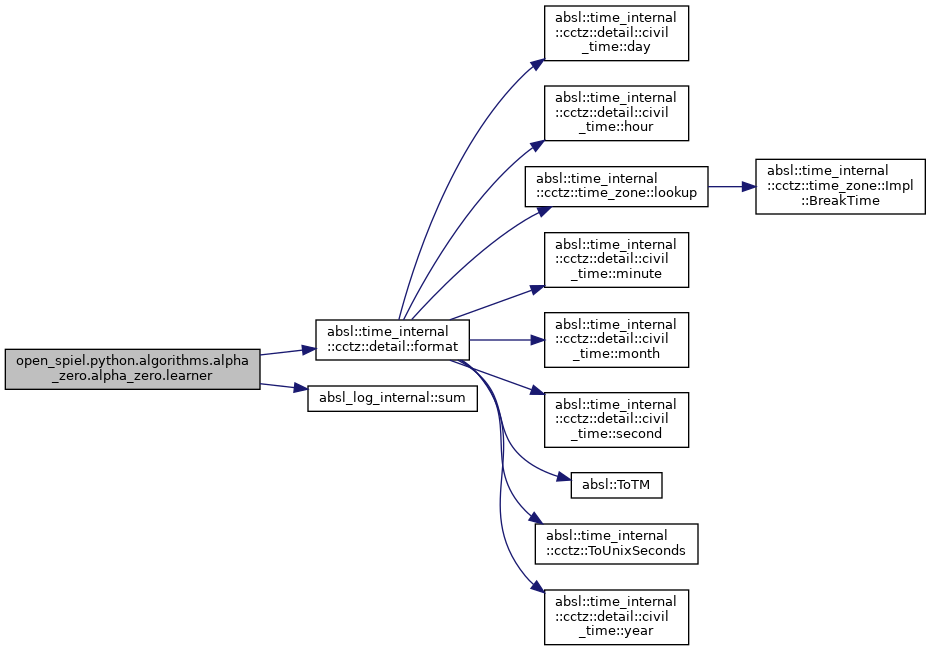 open_spiel.python.algorithms.alpha
_zero.alpha_zero.learner
absl::time_internal
::cctz::detail::format
absl_log_internal::sum
absl::time_internal
::cctz::detail::civil
_time::day
absl::time_internal
::cctz::detail::civil
_time::hour
absl::time_internal
::cctz::time_zone::lookup
absl::time_internal
::cctz::time_zone::Impl
::BreakTime
absl::time_internal
::cctz::detail::civil
_time::minute
absl::time_internal
::cctz::detail::civil
_time::month
absl::time_internal
::cctz::detail::civil
_time::second
absl::ToTM
absl::time_internal
::cctz::ToUnixSeconds
absl::time_internal
::cctz::detail::civil
_time::year